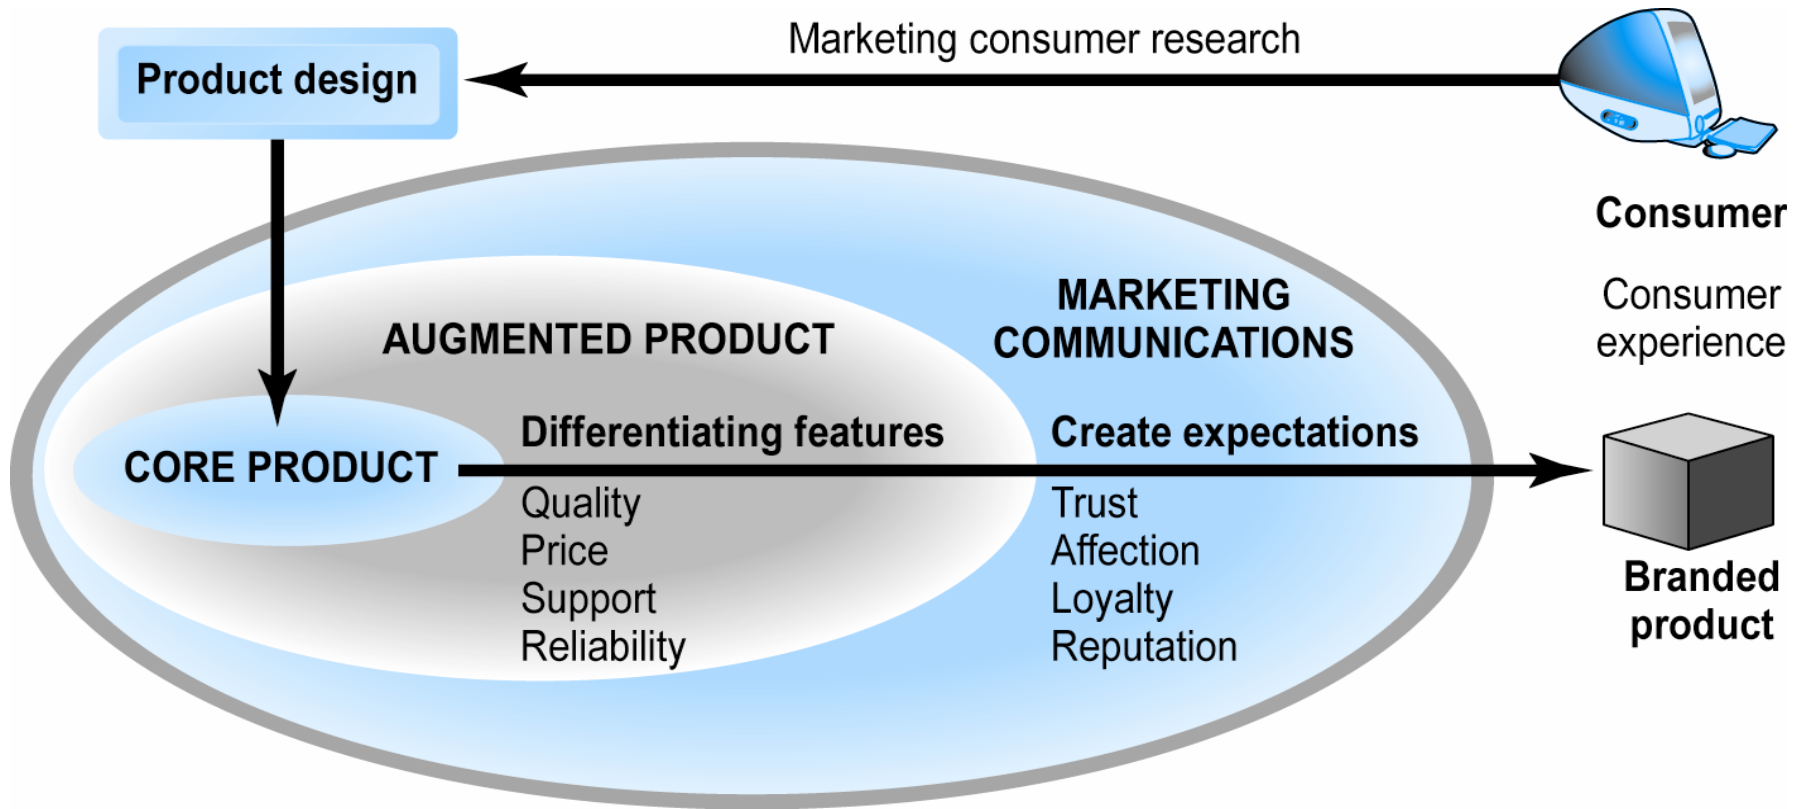 Marketing consumer research
Product design
Consumer
Consumer
experience
MARKETING
COMMUNICATIONS
AUGMENTED PRODUCT
Differentiating features
Create expectations
CORE PRODUCT
Quality
Price
Support
Reliability
Trust
Affection
Loyalty
Reputation
Branded
product